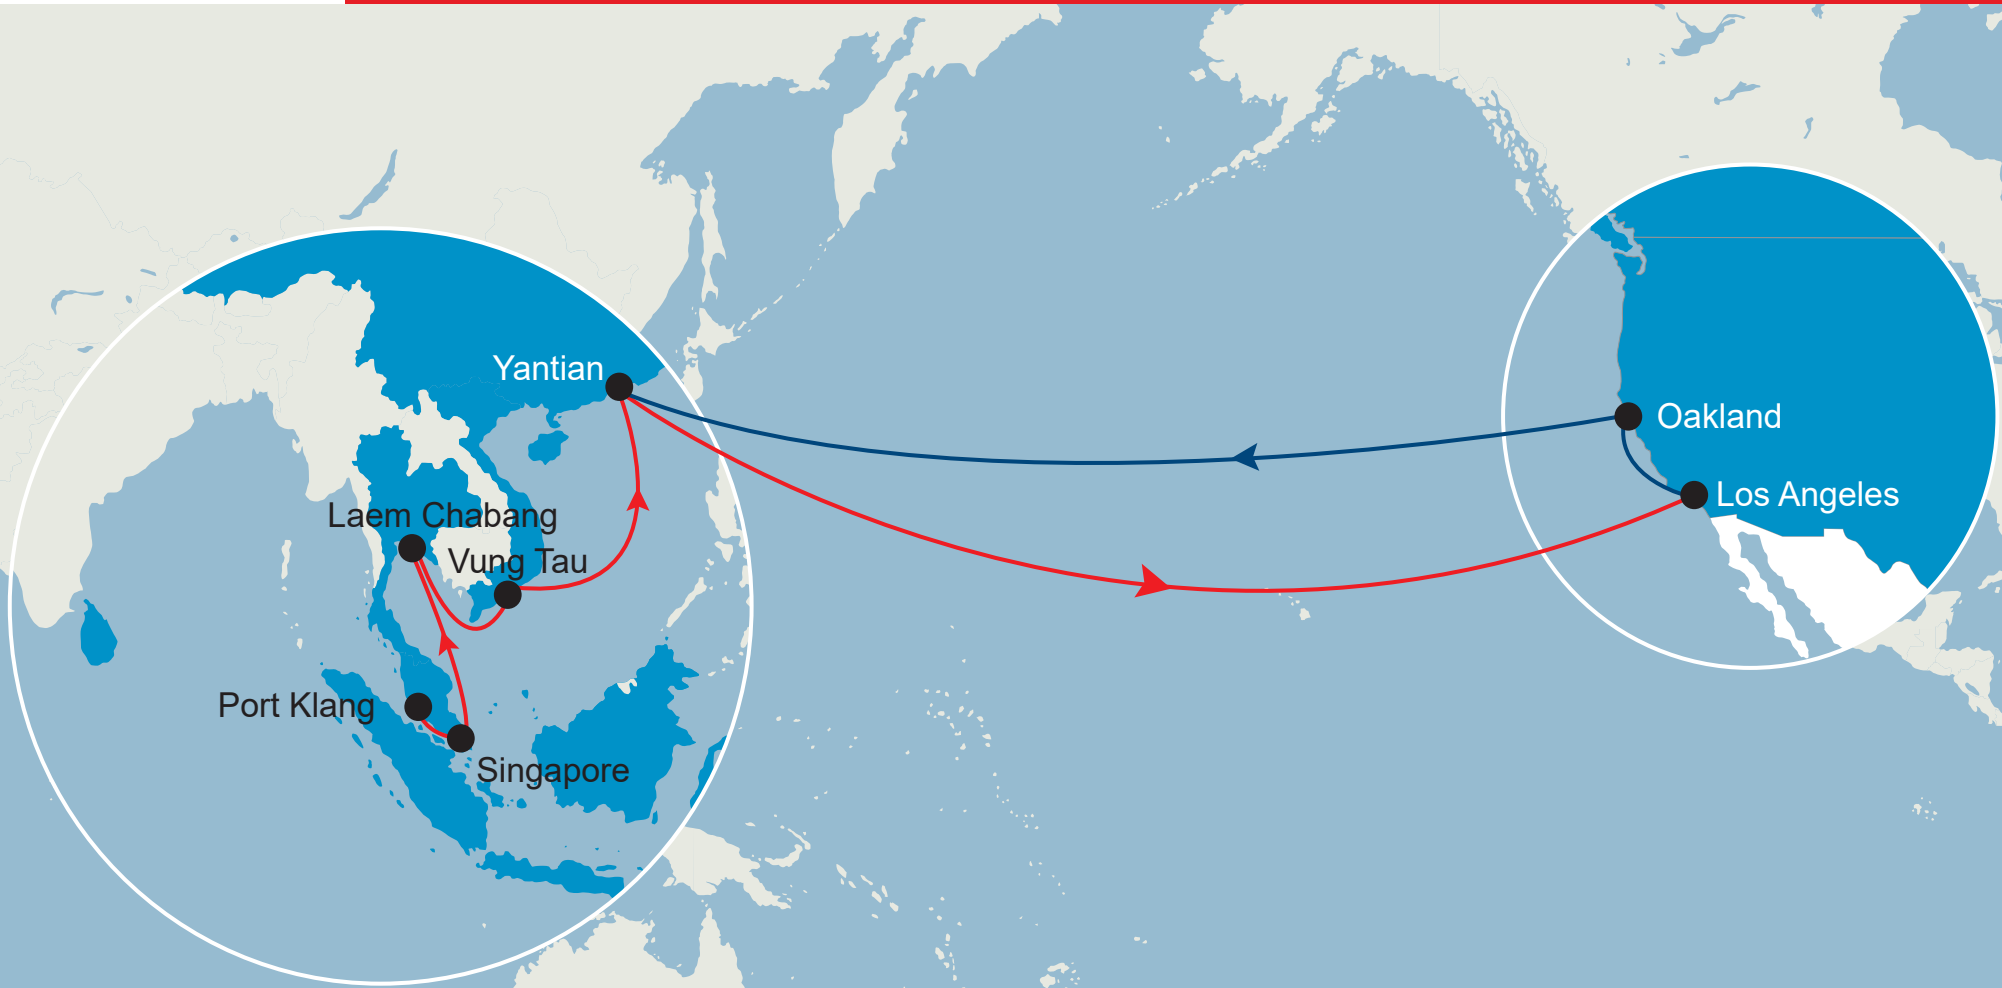 Yantian
Oakland
Los Angeles
Laem Chabang
Vung Tau
Port Klang
Singapore